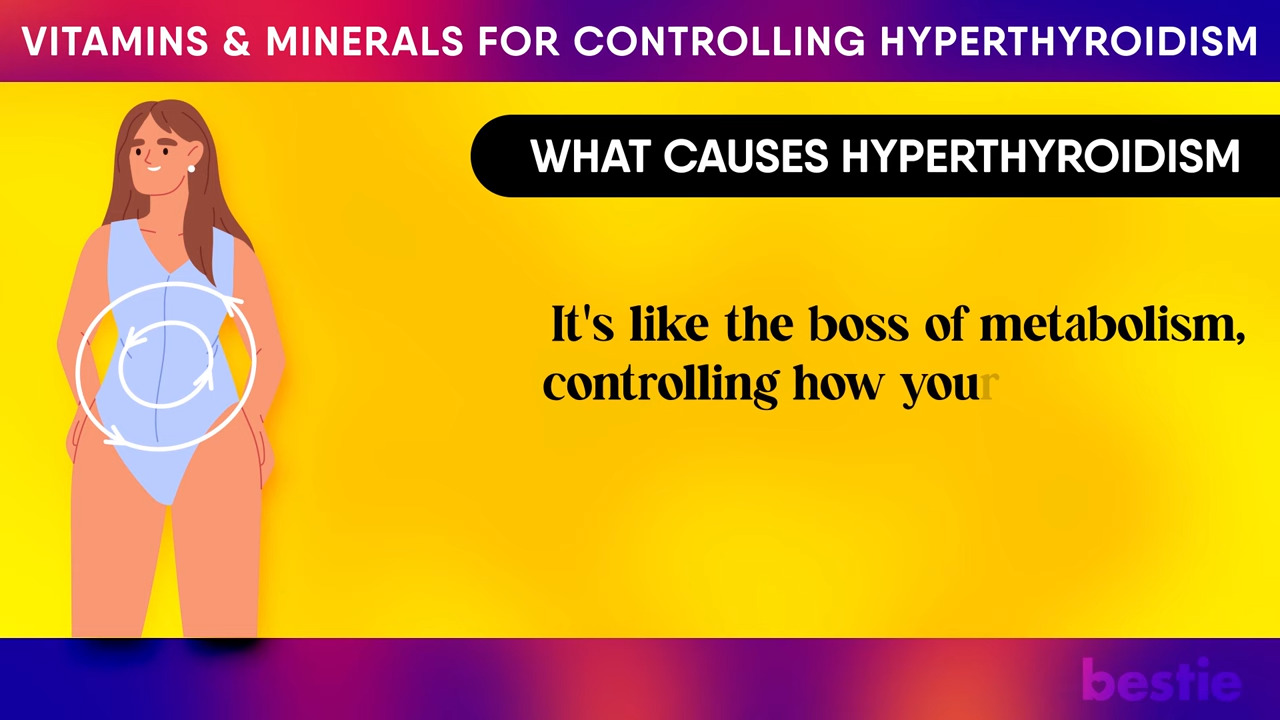 VITAMINS & MINERALS FOR CONTROLLING HYPERTHYROIDISM
WHAT CAUSES HYPERTHYROIDISM
It's like the boss of metabolism,
controlling how your
bestie